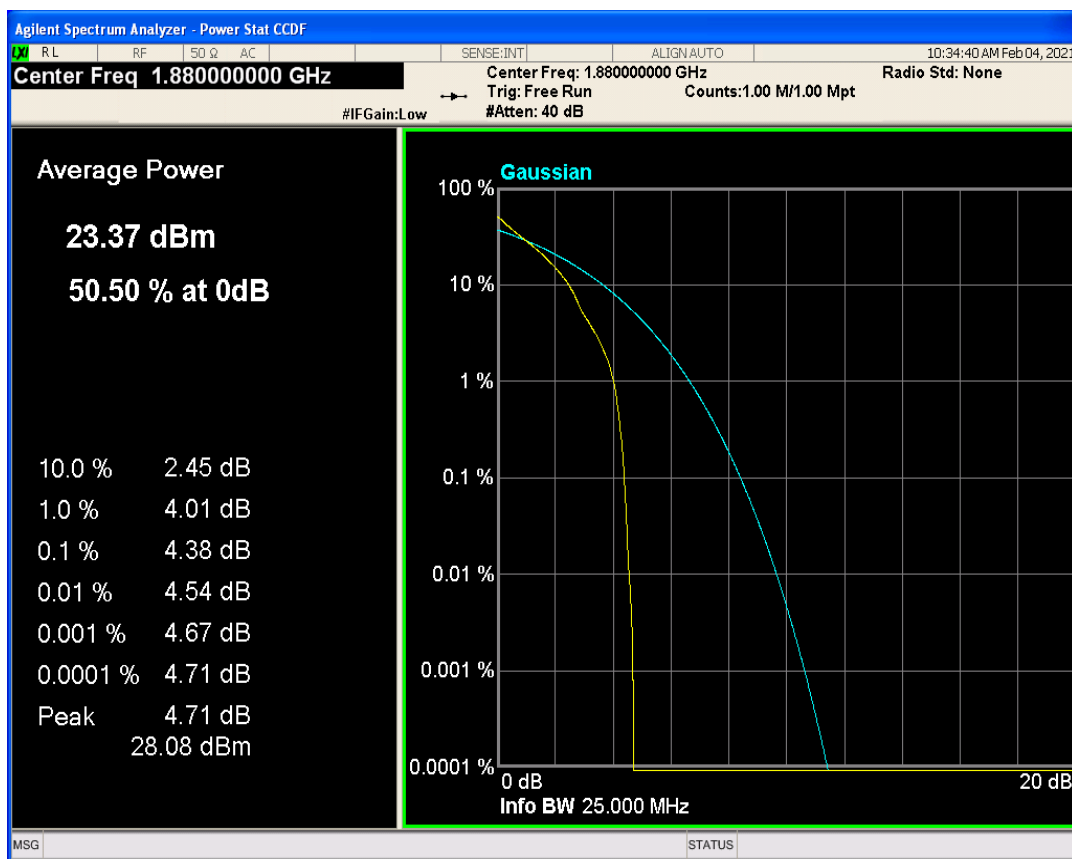 Agilent Spectrum Analyzer - Power Stat CCDF
LXI RL RF 50 Ω AC SENSE:INT ALIGN AUTO 10:34:40 AM Feb 04, 2021
Center Freq 1.880000000 GHz
Center Freq: 1.880000000 GHz Radio Std: None
Trig: Free Run Counts:1.00 M/1.00 Mpt
#IFGain:Low #Atten: 40 dB
Average Power
23.37 dBm
50.50 % at 0dB
10.0 % 2.45 dB
1.0 % 4.01 dB
0.1 % 4.38 dB
0.01 % 4.54 dB
0.001 % 4.67 dB
0.0001 % 4.71 dB
Peak 4.71 dB
28.08 dBm
Gaussian
100 %
10 %
1 %
0.1 %
0.01 %
0.001 %
0.0001 %
0 dB 20 dB
Info BW 25.000 MHz
MSG STATUS